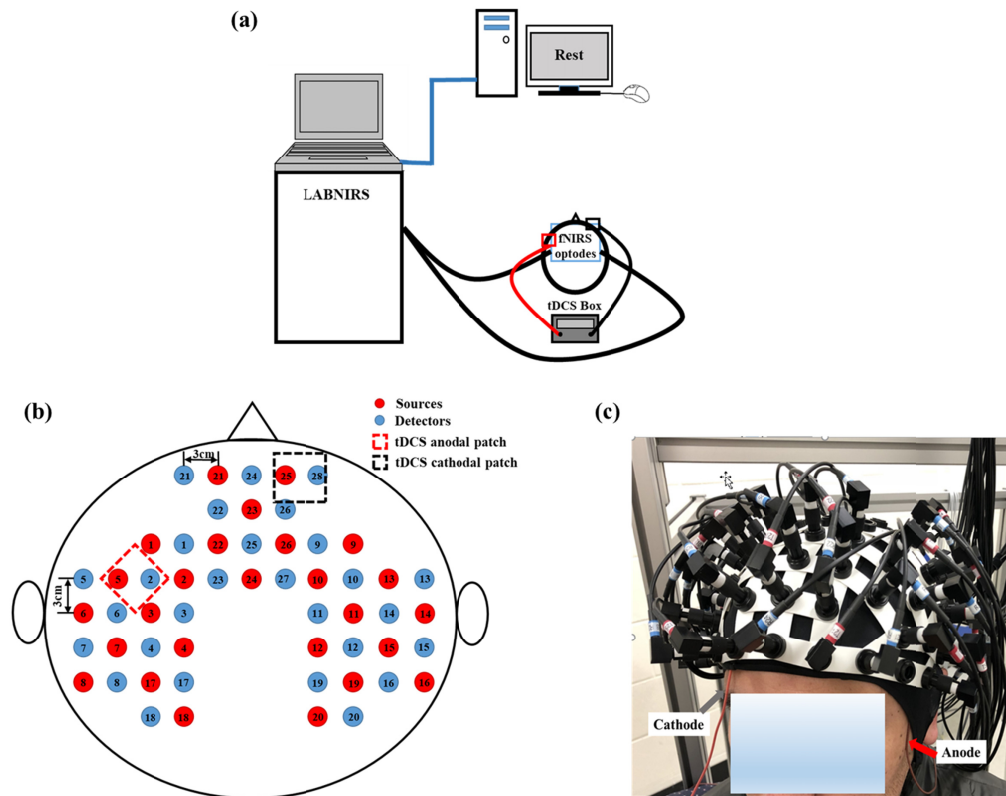 (a)
Rest
LABNIRS
fNIRS
optodes
tDCS Box
(b)
Sources
Detectors
tDCS anodal patch
tDCS cathodal patch
3cm
21 21 24 25 28
22 23 26
1 1 22 25 26 9 9
5 5 2 2 23 24 27 10 10 13 13
3cm
6 6 3 3 11 11 14 14
7 7 4 4 12 12 15 15
8 8 17 17 19 19 16 16
18 18 20 20
(c)
Cathode
Anode